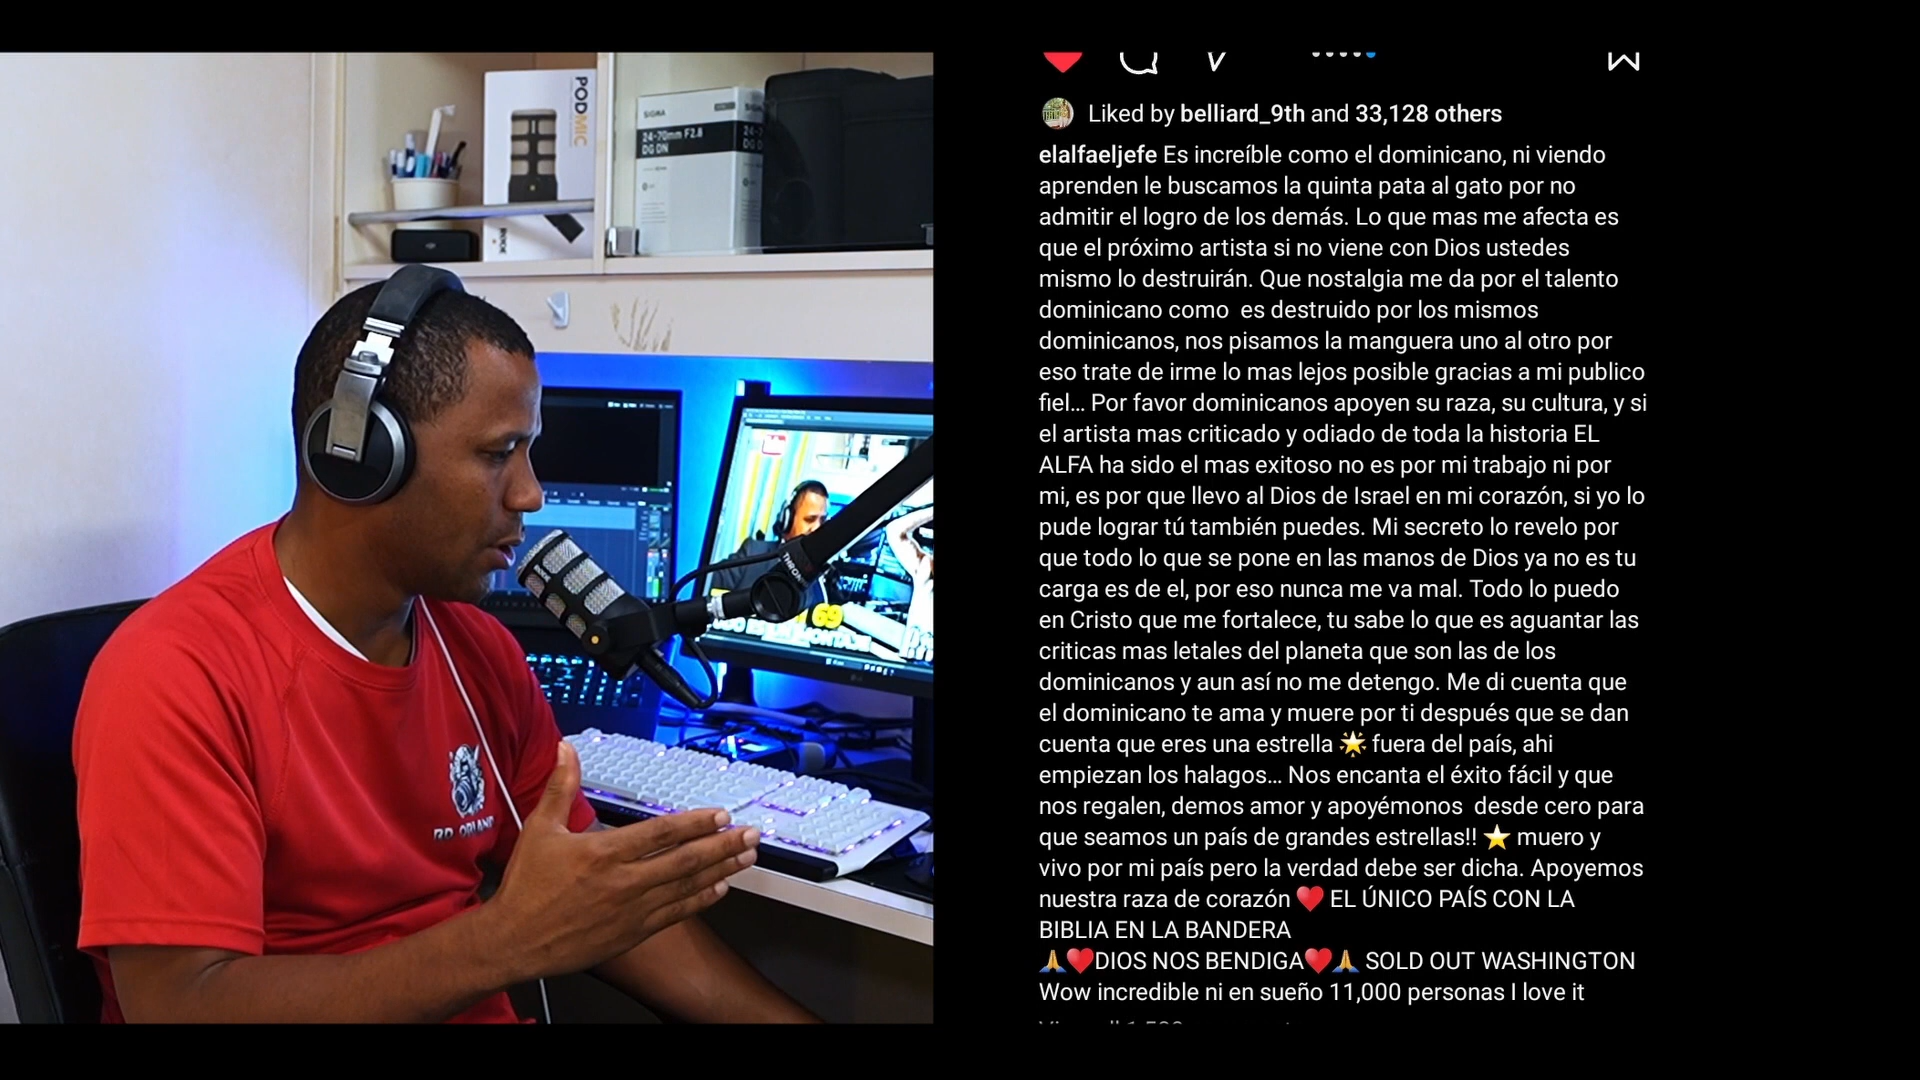 PODMIC
SIGMA
24-70mm F2.8
DG DN
24-7
DG
RODE
THRON
69
Liked by belliard_9th and 33,128 others
elalfaeljefe Es increíble como el dominicano, ni viendo
aprenden le buscamos la quinta pata al gato por no
admitir el logro de los demás. Lo que mas me afecta es
que el próximo artista si no viene con Dios ustedes
mismo lo destruirán. Que nostalgia me da por el talento
dominicano como  es destruido por los mismos
dominicanos, nos pisamos la manguera uno al otro por
eso trate de irme lo mas lejos posible gracias a mi publico
fiel... Por favor dominicanos apoyen su raza, su cultura, y si
el artista mas criticado y odiado de toda la historia EL
ALFA ha sido el mas exitoso no es por mi trabajo ni por
mi, es por que llevo al Dios de Israel en mi corazón, si yo lo
pude lograr tú también puedes. Mi secreto lo revelo por
que todo lo que se pone en las manos de Dios ya no es tu
carga es de el, por eso nunca me va mal. Todo lo puedo
en Cristo que me fortalece, tu sabe lo que es aguantar las
criticas mas letales del planeta que son las de los
dominicanos y aun así no me detengo. Me di cuenta que
el dominicano te ama y muere por ti después que se dan
cuenta que eres una estrella 🌟 fuera del país, ahi
empiezan los halagos... Nos encanta el éxito fácil y que
nos regalen, demos amor y apoyémonos  desde cero para
que seamos un país de grandes estrellas!! ⭐ muero y
vivo por mi país pero la verdad debe ser dicha. Apoyemos
nuestra raza de corazón ♥️ EL ÚNICO PAÍS CON LA
BIBLIA EN LA BANDERA
🙏♥️DIOS NOS BENDIGA♥️🙏 SOLD OUT WASHINGTON
Wow incredible ni en sueño 11,000 personas I love it